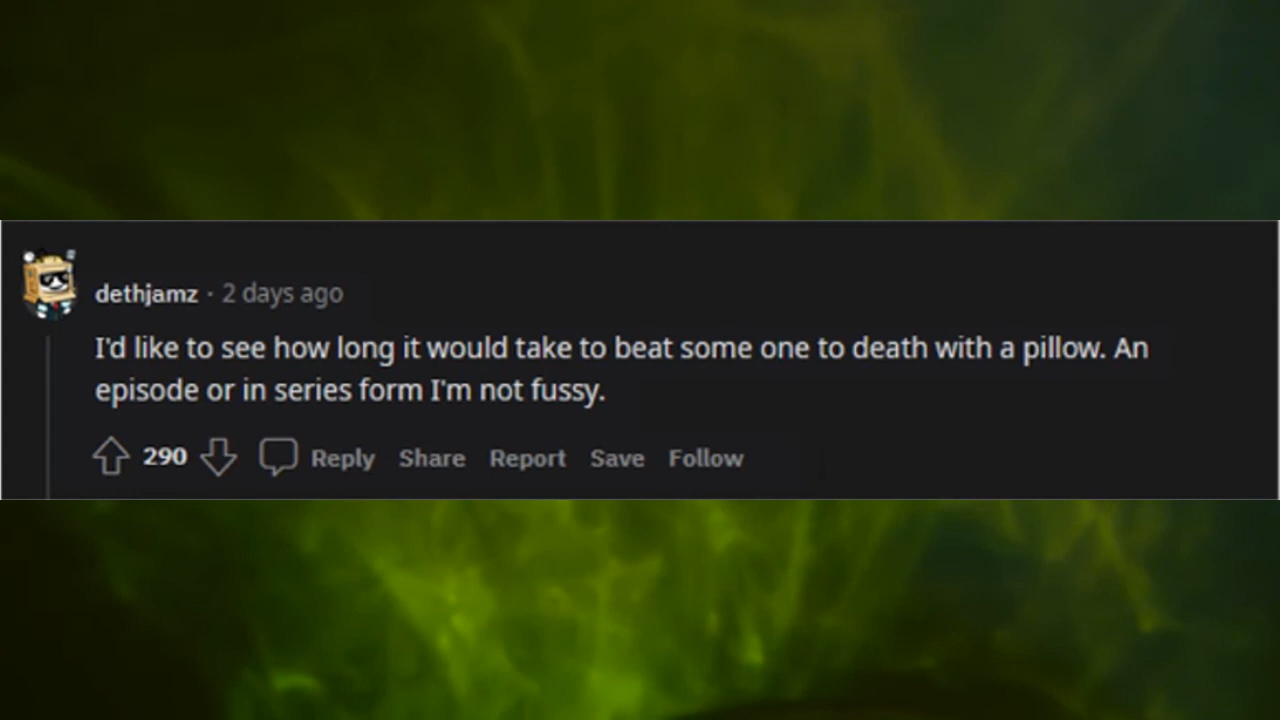 dethjamz · 2 days ago
I'd like to see how long it would take to beat some one to death with a pillow. An
episode or in series form I'm not fussy.
290 Reply Share Report Save Follow